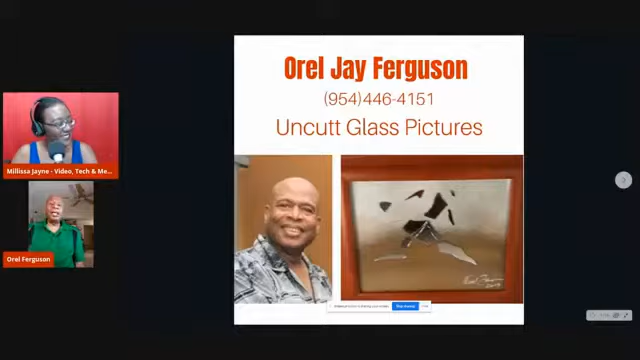 Orel Jay Ferguson
(954)446-4151
Uncutt Glass Pictures
Millissa Jayne - Video, Tech & Me...
Orel Ferguson